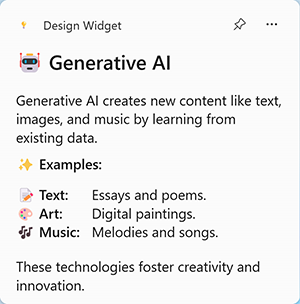 Design Widget
🤖 Generative AI
Generative AI creates new content like text,
images, and music by learning from
existing data.
✨ Examples:
📝 Text: Essays and poems.
🎨 Art: Digital paintings.
🎶 Music: Melodies and songs.
These technologies foster creativity and
innovation.